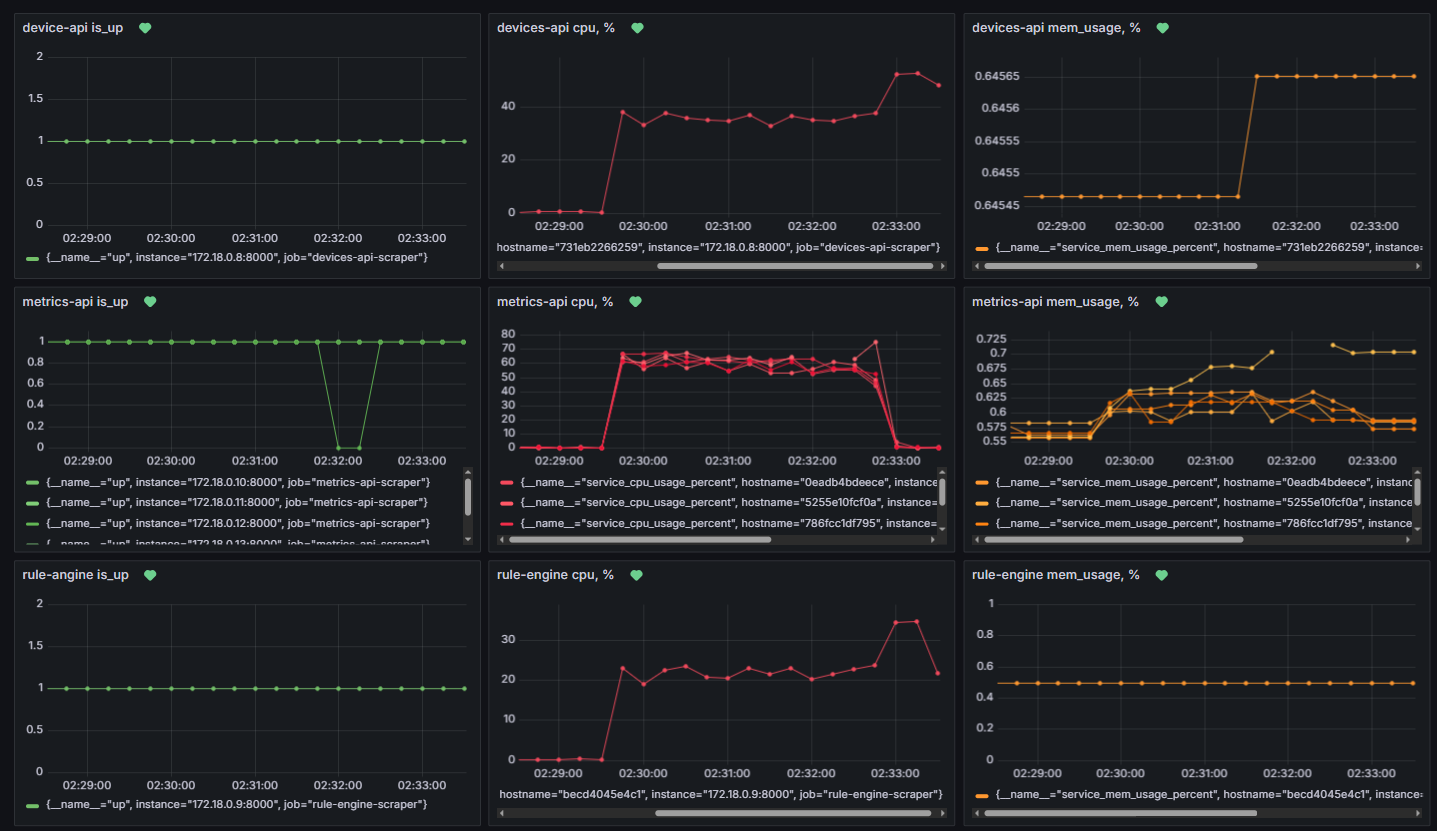 device-api is_up
2
1.5
1
0.5
0
02:29:00 02:30:00 02:31:00 02:32:00 02:33:00
{__name__="up", instance="172.18.0.8:8000", job="devices-api-scraper"}
devices-api cpu, %
40
20
0
02:29:00 02:30:00 02:31:00 02:32:00 02:33:00
hostname="731eb2266259", instance="172.18.0.8:8000", job="devices-api-scraper"}
devices-api mem_usage, %
0.64565
0.6456
0.64555
0.6455
0.64545
02:29:00 02:30:00 02:31:00 02:32:00 02:33:00
{__name__="service_mem_usage_percent", hostname="731eb2266259", instance=
metrics-api is_up
1
0.8
0.6
0.4
0.2
0
02:29:00 02:30:00 02:31:00 02:32:00 02:33:00
{__name__="up", instance="172.18.0.10:8000", job="metrics-api-scraper"}
{__name__="up", instance="172.18.0.11:8000", job="metrics-api-scraper"}
{__name__="up", instance="172.18.0.12:8000", job="metrics-api-scraper"}
{__name__="up", instance="172.18.0.13:8000", job="metrics-api-scraper"}
metrics-api cpu, %
80
70
60
50
40
30
20
10
0
02:29:00 02:30:00 02:31:00 02:32:00 02:33:00
{__name__="service_cpu_usage_percent", hostname="0eadb4bdeece", instance
{__name__="service_cpu_usage_percent", hostname="5255e10fcf0a", instance=
{__name__="service_cpu_usage_percent", hostname="786fcc1df795", instance=
metrics-api mem_usage, %
0.725
0.7
0.675
0.65
0.625
0.6
0.575
0.55
02:29:00 02:30:00 02:31:00 02:32:00 02:33:00
{__name__="service_mem_usage_percent", hostname="0eadb4bdeece", instanc
{__name__="service_mem_usage_percent", hostname="5255e10fcf0a", instanc
{__name__="service_mem_usage_percent", hostname="786fcc1df795", instanc
rule-angine is_up
2
1.5
1
0.5
0
02:29:00 02:30:00 02:31:00 02:32:00 02:33:00
{__name__="up", instance="172.18.0.9:8000", job="rule-engine-scraper"}
rule-engine cpu, %
30
20
10
0
02:29:00 02:30:00 02:31:00 02:32:00 02:33:00
hostname="becd4045e4c1", instance="172.18.0.9:8000", job="rule-engine-scraper"}
rule-engine mem_usage, %
1
0.8
0.6
0.4
0.2
0
02:29:00 02:30:00 02:31:00 02:32:00 02:33:00
{__name__="service_mem_usage_percent", hostname="becd4045e4c1", instance=